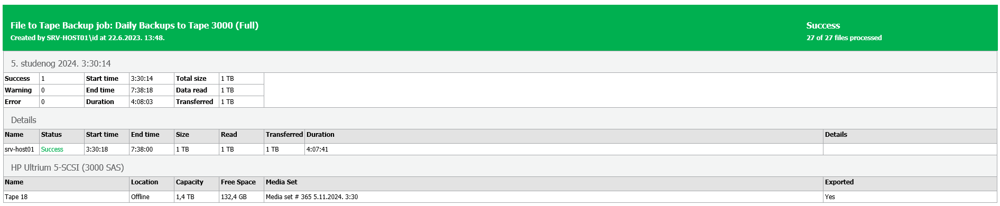 File to Tape Backup job: Daily Backups to Tape 3000 (Full) Success
Created by SRV-HOST01\id at 22.6.2023. 13:48. 27 of 27 files processed
5. studenog 2024. 3:30:14
Success 1 Start time 3:30:14 Total size 1 TB
Warning 0 End time 7:38:18 Data read 1 TB
Error 0 Duration 4:08:03 Transferred 1 TB
Details
Name Status Start time End time Size Read Transferred Duration Details
srv-host01 Success 3:30:18 7:38:00 1 TB 1 TB 1 TB 4:07:41
HP Ultrium 5-SCSI (3000 SAS)
Name Location Capacity Free Space Media Set Exported
Tape 18 Offline 1,4 TB 132,4 GB Media set # 365 5.11.2024. 3:30 Yes